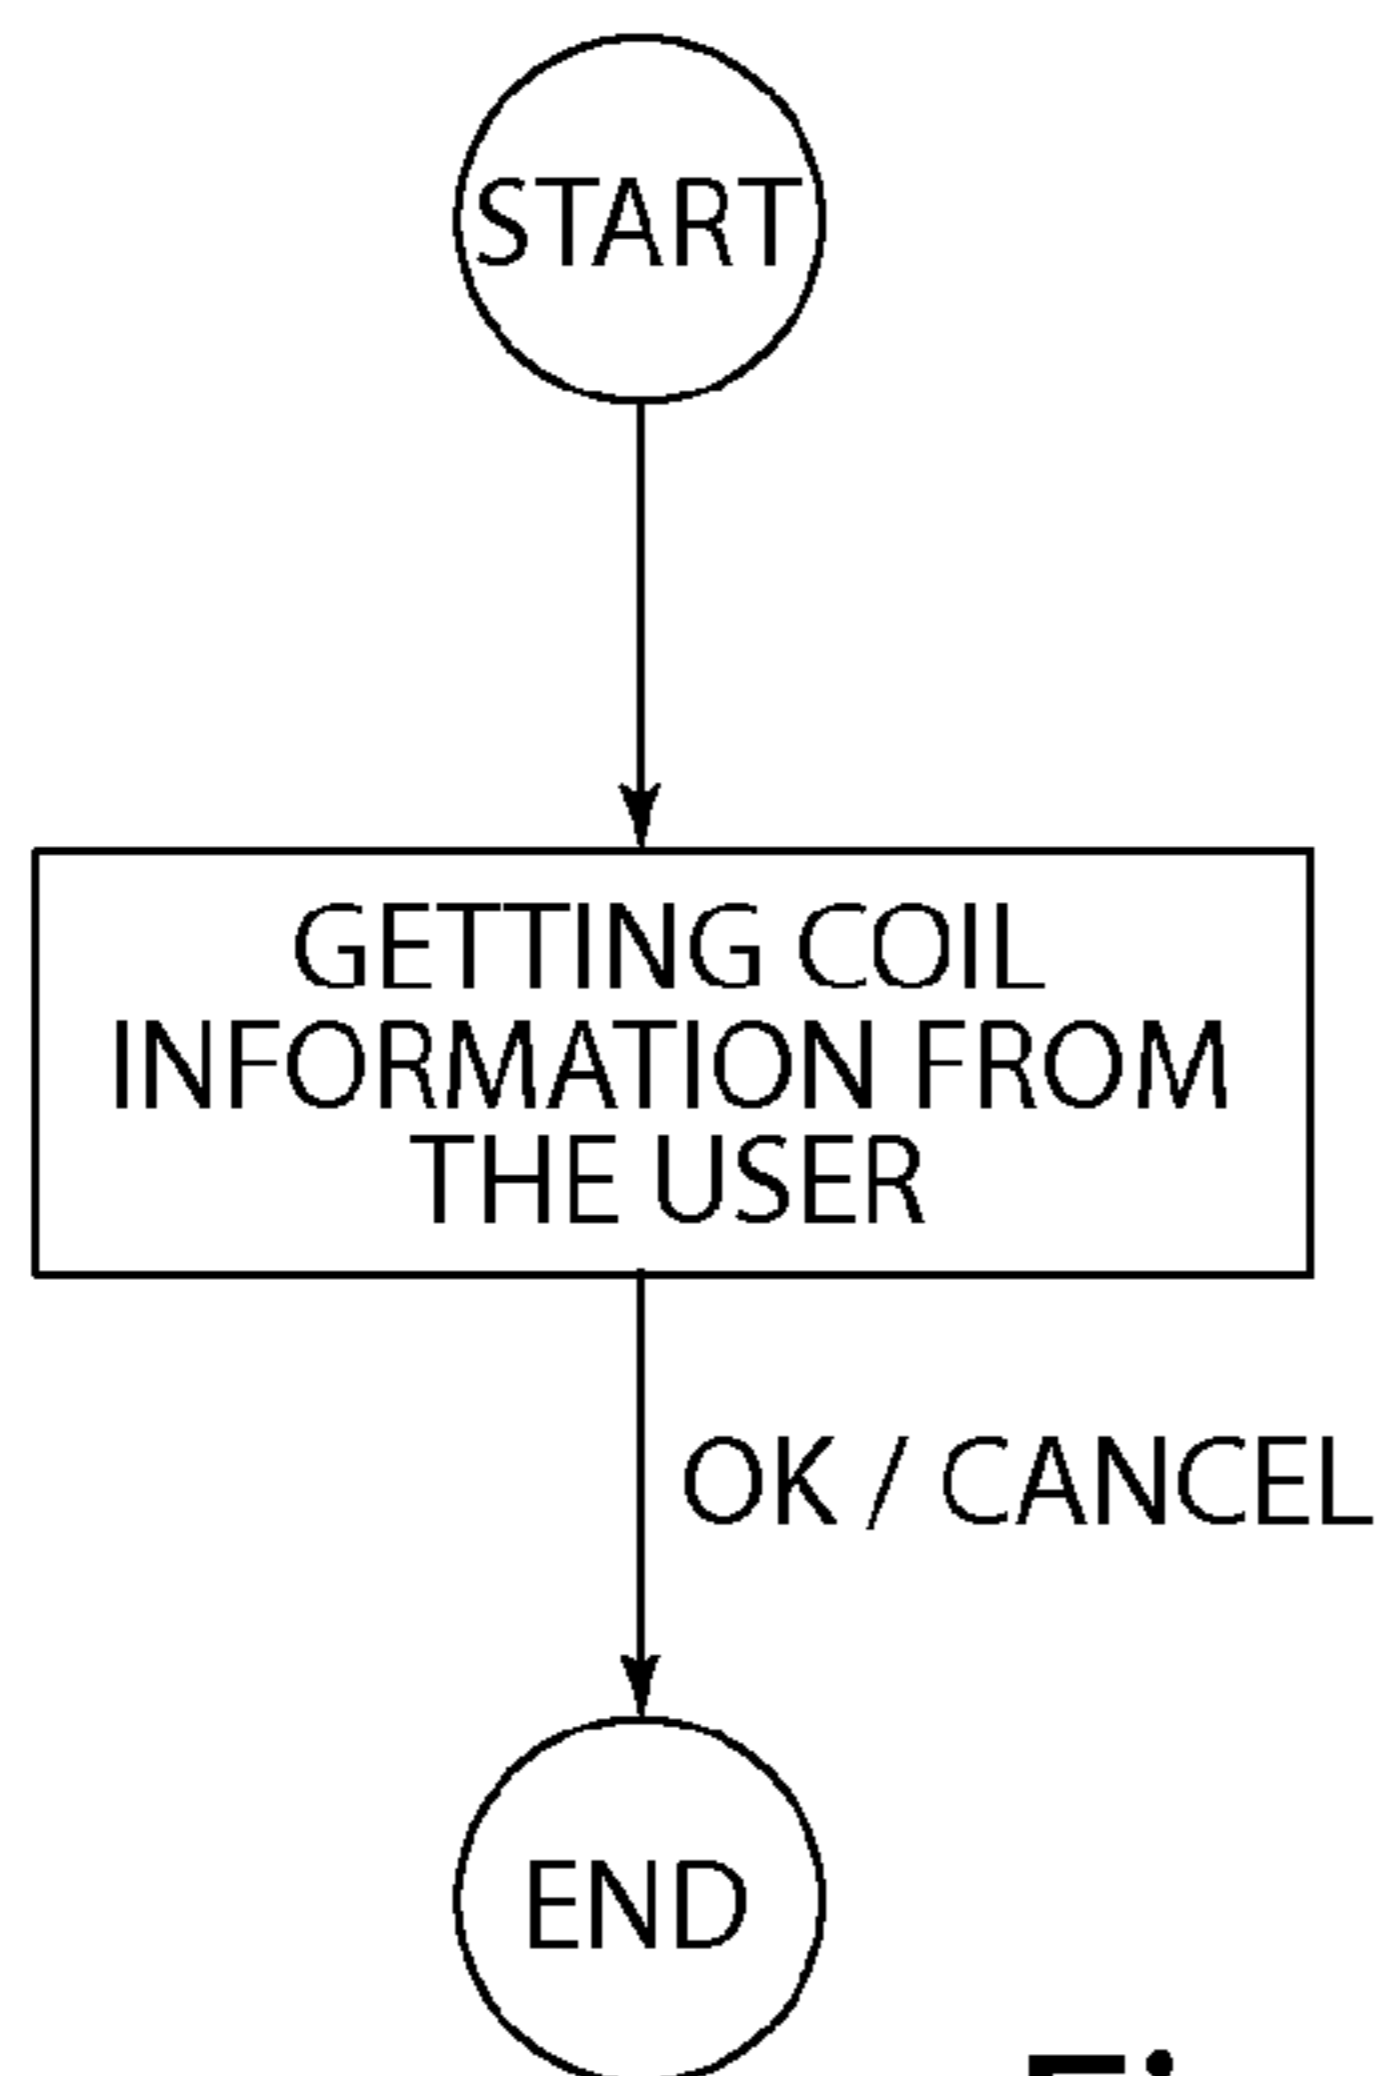 START
GETTING COIL
INFORMATION FROM
THE USER
OK / CANCEL
END